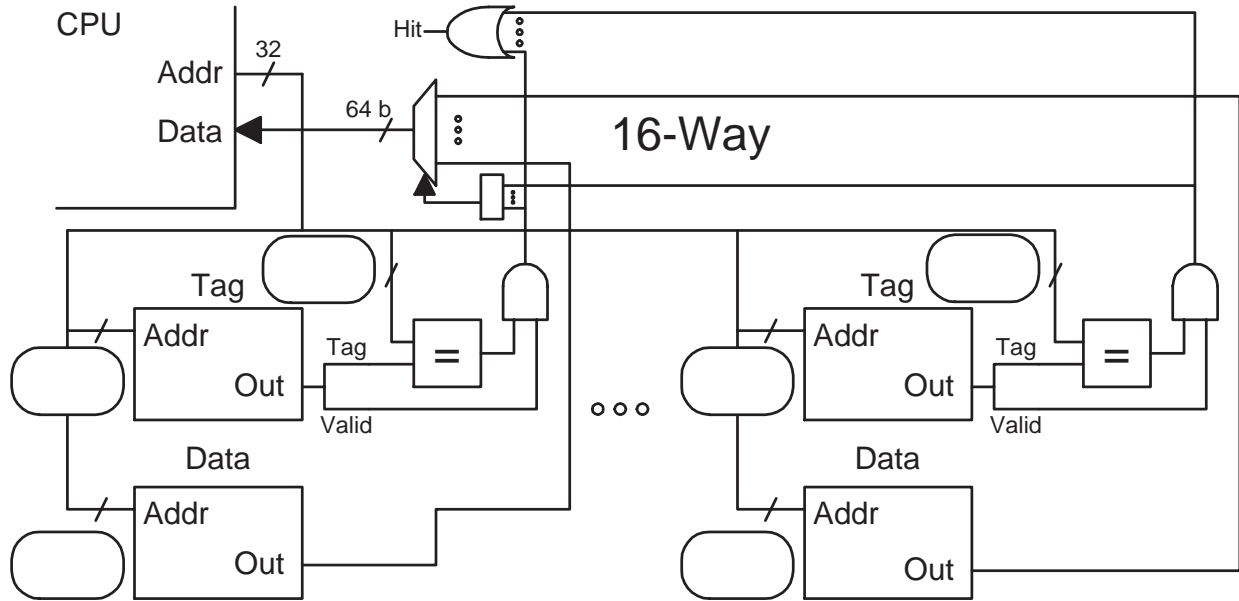 CPU
Hit
32
Addr
64 b
Data
16-Way
Tag
Tag
Addr
Tag
=
Out
Valid
Addr
Tag
=
Out
Valid
Data
Data
Addr
Out
Addr
Out